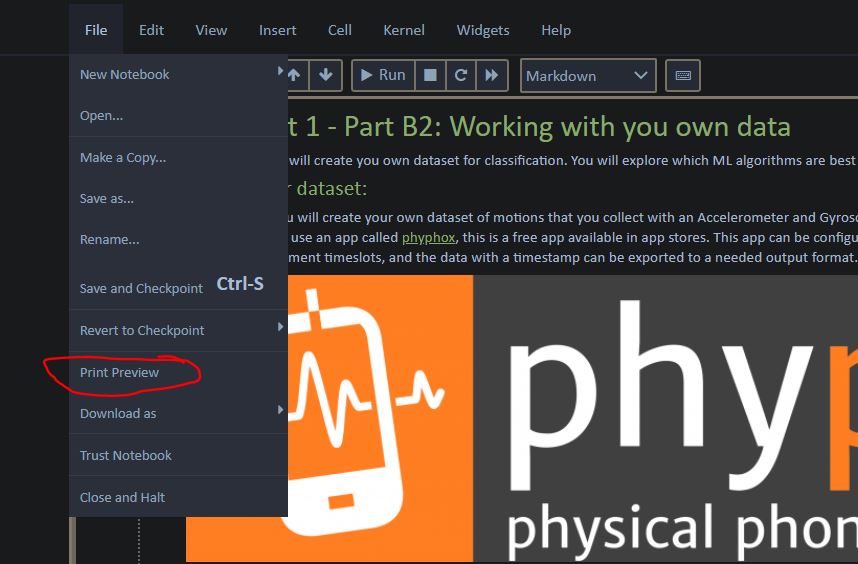 File Edit View Insert Cell Kernel Widgets Help
New Notebook
Open...
Make a Copy...
Save as...
Rename...
Save and Checkpoint Ctrl-S
Revert to Checkpoint
Print Preview
Download as
Trust Notebook
Close and Halt
Run Markdown
t 1 - Part B2: Working with you own data
will create you own dataset for classification. You will explore which ML algorithms are best
dataset:
u will create your own dataset of motions that you collect with an Accelerometer and Gyrosc
use an app called phyphox, this is a free app available in app stores. This app can be configu
ment timeslots, and the data with a timestamp can be exported to a needed output format.
phyp
physical phon